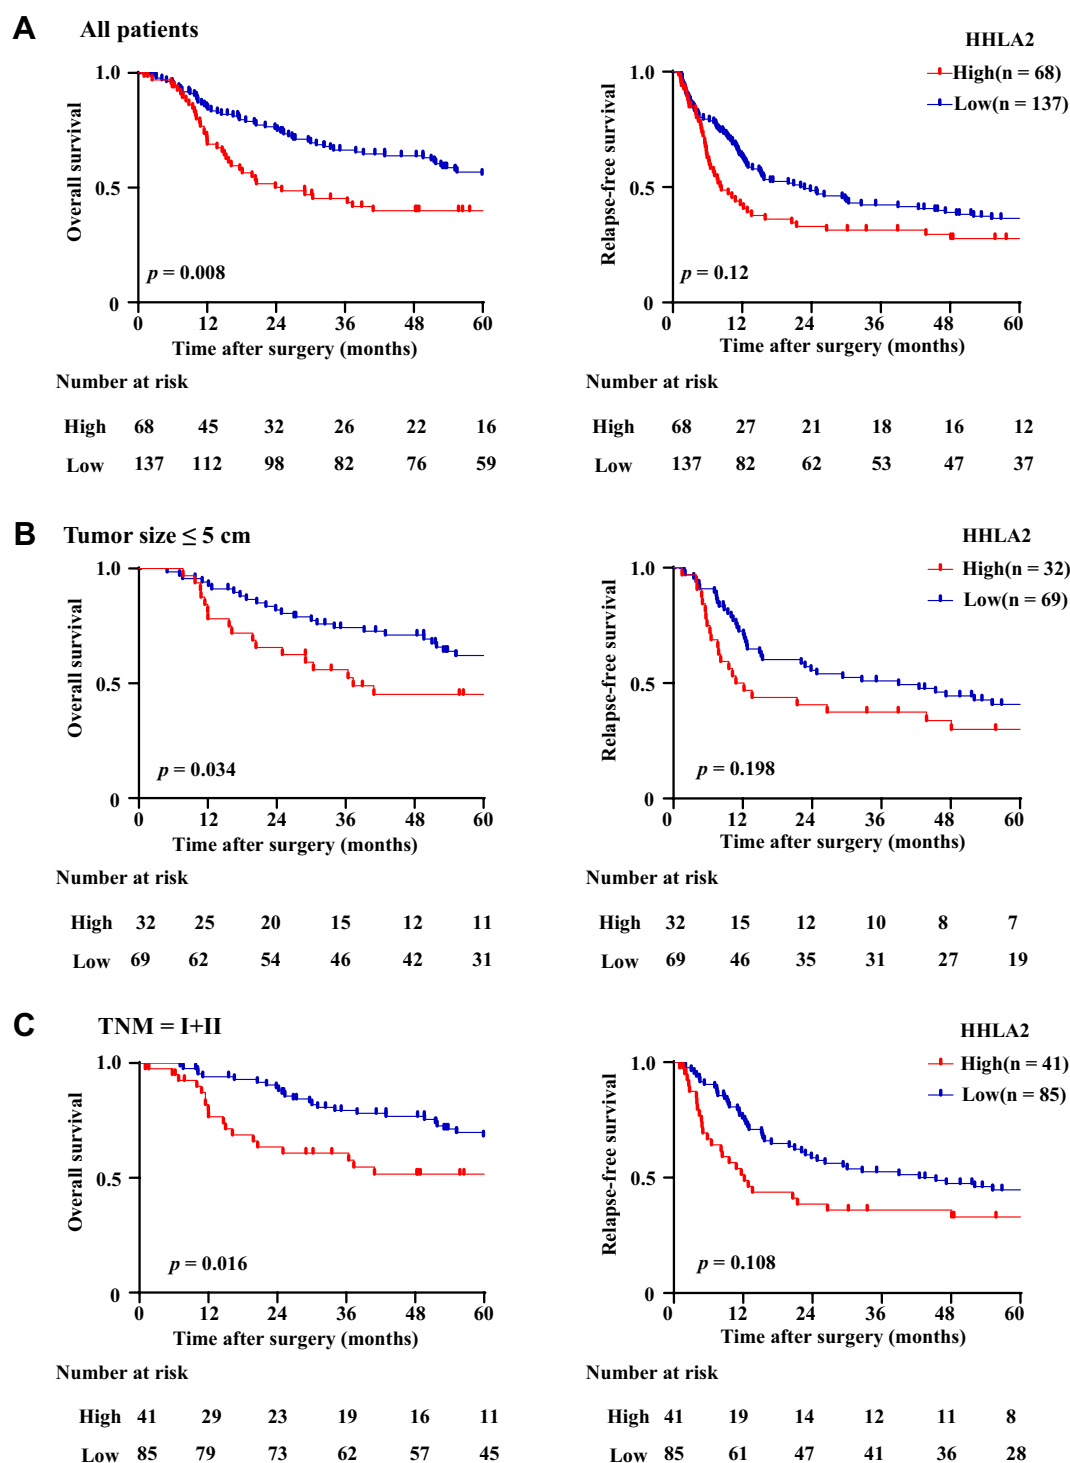 A All patients
HHLA2
High(n = 68)
Low(n = 137)
Overall survival
1.0
0.5
0
p = 0.008
0 12 24 36 48 60
Time after surgery (months)
Number at risk
High 68 45 32 26 22 16
Low 137 112 98 82 76 59
Relapse-free survival
1.0
0.5
0
p = 0.12
0 12 24 36 48 60
Time after surgery (months)
Number at risk
High 68 27 21 18 16 12
Low 137 82 62 53 47 37
B Tumor size ≤ 5 cm
HHLA2
High(n = 32)
Low(n = 69)
Overall survival
1.0
0.5
0
p = 0.034
0 12 24 36 48 60
Time after surgery (months)
Number at risk
High 32 25 20 15 12 11
Low 69 62 54 46 42 31
Relapse-free survival
1.0
0.5
0
p = 0.198
0 12 24 36 48 60
Time after surgery (months)
Number at risk
High 32 15 12 10 8 7
Low 69 46 35 31 27 19
C TNM = I+II
HHLA2
High(n = 41)
Low(n = 85)
Overall survival
1.0
0.5
0
p = 0.016
0 12 24 36 48 60
Time after surgery (months)
Number at risk
High 41 29 23 19 16 11
Low 85 79 73 62 57 45
Relapse-free survival
1.0
0.5
0
p = 0.108
0 12 24 36 48 60
Time after surgery (months)
Number at risk
High 41 19 14 12 11 8
Low 85 61 47 41 36 28